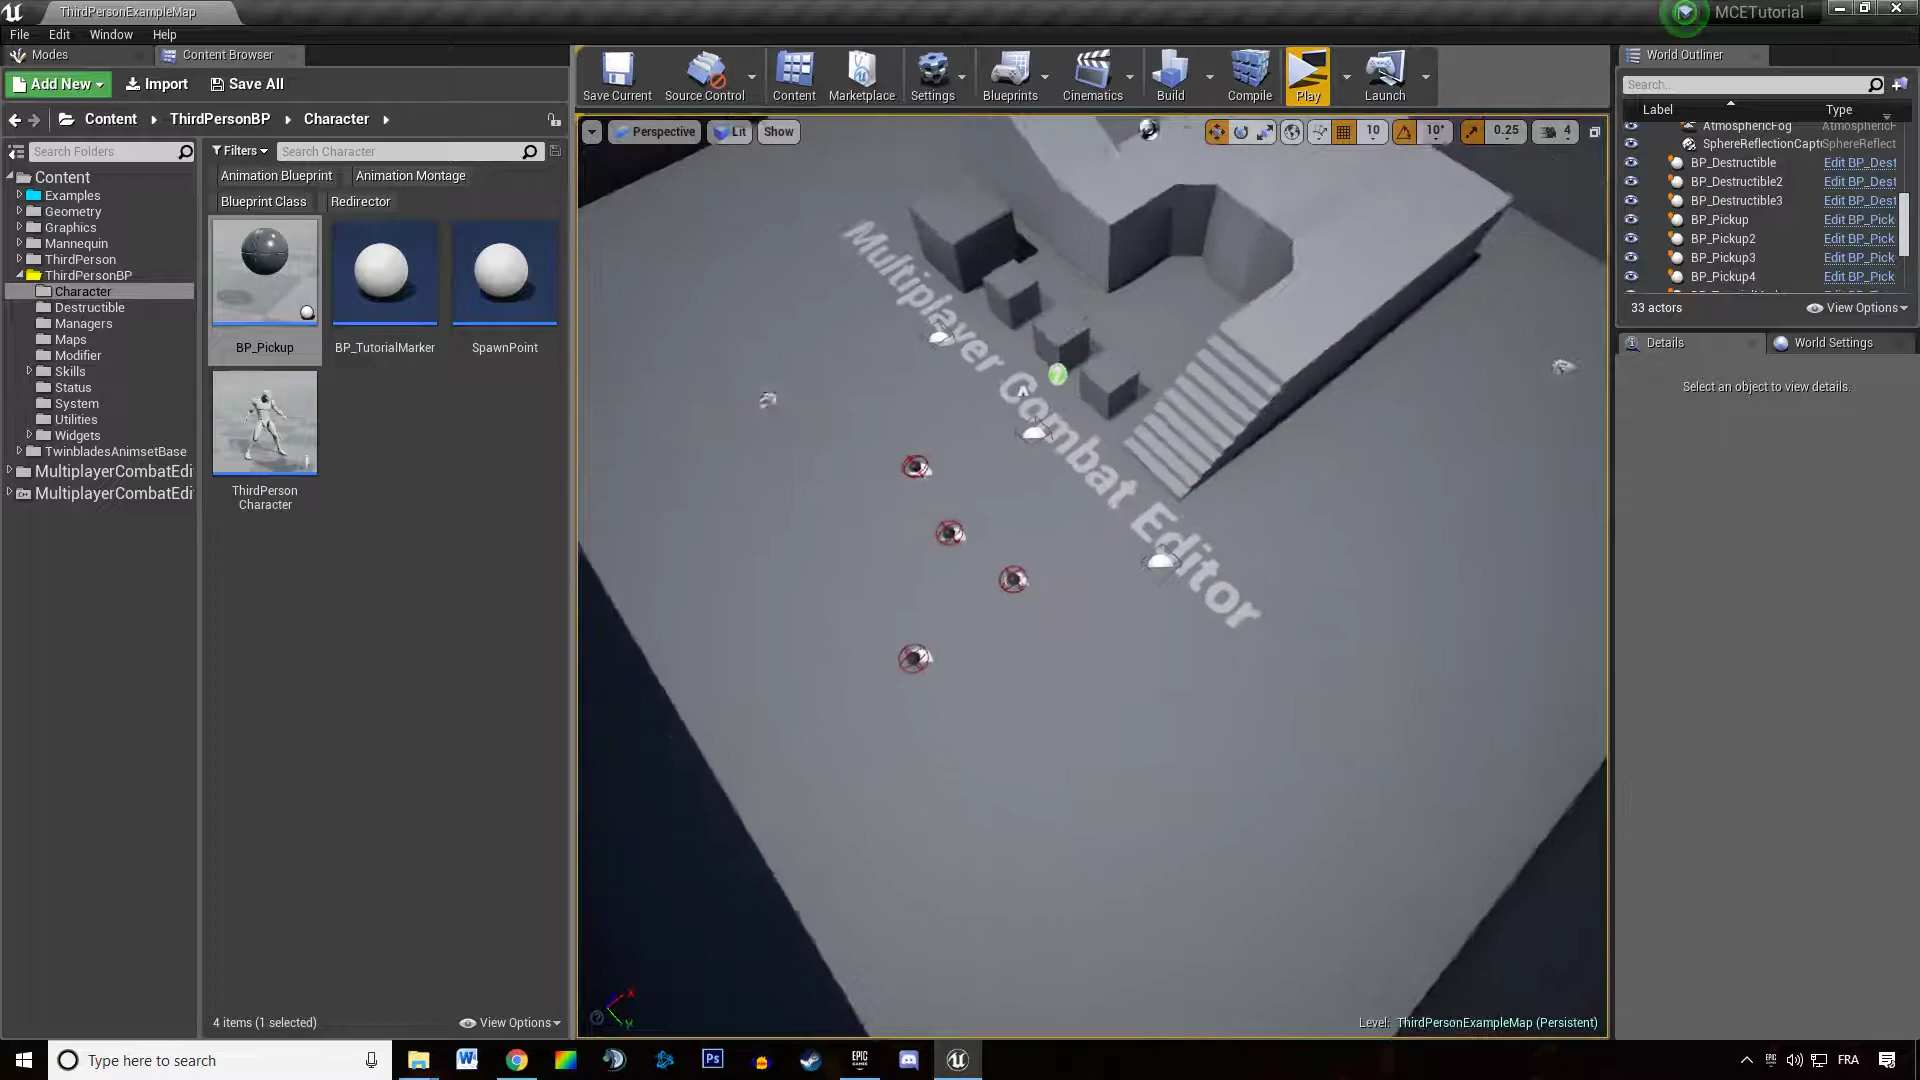 ThirdPersonExampleMap
MCETutorial
File Edit Window Help
Modes
Content Browser
Add New
Import
Save All
Content
ThirdPersonBP
Character
Search Folders
Content
Examples
Geometry
Graphics
Mannequin
ThirdPerson
ThirdPersonBP
Character
Destructible
Managers
Maps
Modifier
Skills
Status
System
Utilities
Widgets
TwinbladesAnimsetBase
MultiplayerCombatEdi
MultiplayerCombatEdi
Filters
Search Character
Animation Blueprint
Animation Montage
Blueprint Class
Redirector
BP_Pickup
BP_TutorialMarker
SpawnPoint
ThirdPerson
Character
4 items (1 selected)
View Options
Save Current
Source Control
Content
Marketplace
Settings
Blueprints
Cinematics
Build
Compile
Play
Launch
Perspective
Lit
Show
10
10°
0.25
4
Multiplayer Combat Editor
X
Y
Level: ThirdPersonExampleMap (Persistent)
World Outliner
Search...
Label
Type
AtmosphericFog AtmosphericF
SphereReflectionCapt SphereReflect
BP_Destructible Edit BP_Dest
BP_Destructible2 Edit BP_Dest
BP_Destructible3 Edit BP_Dest
BP_Pickup Edit BP_Pick
BP_Pickup2 Edit BP_Pick
BP_Pickup3 Edit BP_Pick
BP_Pickup4 Edit BP_Pick
33 actors
View Options
Details
World Settings
Select an object to view details.
Type here to search
W
Ps
EPIC
GAMES
FRA